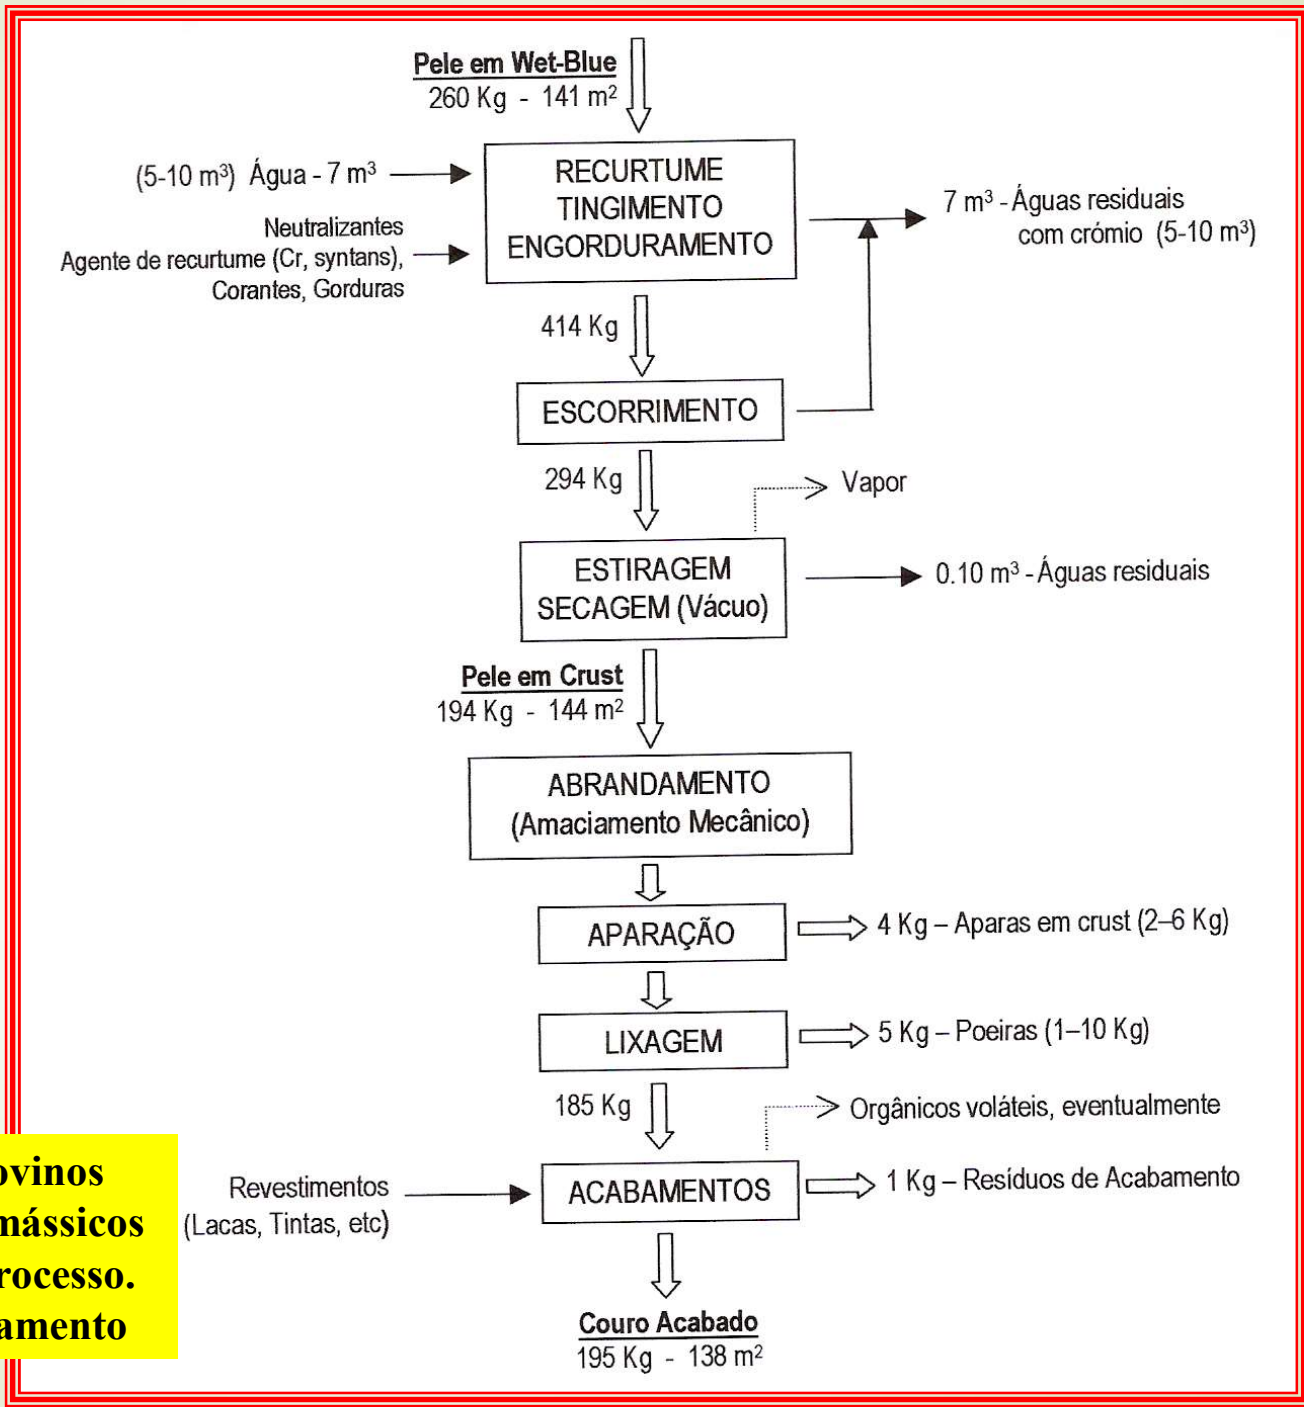 Pele em Wet-Blue
260 Kg - 141 m²
(5-10 m³) Água - 7 m³
RECURTUME
TINGIMENTO
ENGORDURAMENTO
7 m³ - Águas residuais
com crómio (5-10 m³)
Neutralizantes
Agente de recurtume (Cr, syntans),
Corantes, Gorduras
414 Kg
ESCORRIMENTO
294 Kg
Vapor
ESTIRAGEM
SECAGEM (Vácuo)
0.10 m³ - Águas residuais
Pele em Crust
194 Kg - 144 m²
ABRANDAMENTO
(Amaciamento Mecânico)
APARAÇÃO
4 Kg – Aparas em crust (2–6 Kg)
LIXAGEM
5 Kg – Poeiras (1–10 Kg)
185 Kg
Orgânicos voláteis, eventualmente
Revestimentos
(Lacas, Tintas, etc)
ACABAMENTOS
1 Kg – Resíduos de Acabamento
Couro Acabado
195 Kg - 138 m²
ovinos
mássicos
rocesso.
amento